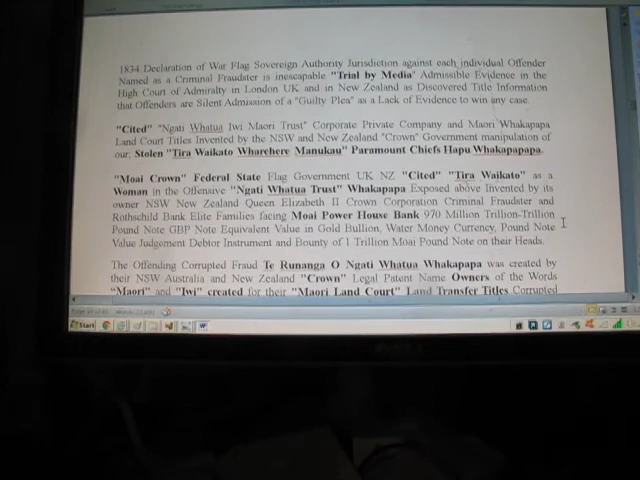 1834 Declaration of War Flag Sovereign Authority Jurisdiction against each individual Offender
Named as a Criminal Fraudster is inescapable "Trial by Media" Admissible Evidence in the
High Court of Admiralty in London UK and in New Zealand as Discovered Title Information
that Offenders are Silent Admission of a "Guilty Plea" as a Lack of Evidence to win any case.
"Cited" "Ngati Whatua Iwi Maori Trust" Corporate Private Company and Maori Whakapapa
Land Court Titles Invented by the NSW and New Zealand "Crown" Government manipulation of
our; Stolen "Tira Waikato Wharehere Manukau" Paramount Chiefs Hapu Whakapapapa.
"Moai Crown" Federal State Flag Government UK NZ "Cited" "Tira Waikato" as a
Woman in the Offensive "Ngati Whatua Trust" Whakapapa Exposed above Invented by its
owner NSW New Zealand Queen Elizabeth II Crown Corporation Criminal Fraudster and
Rothschild Bank Elite Families facing Moai Power House Bank 970 Million Trillion-Trillion
Pound Note GBP Note Equivalent Value in Gold Bullion, Water Money Currency, Pound Note
Value Judgement Debtor Instrument and Bounty of 1 Trillion Moai Pound Note on their Heads.
The Offending Corrupted Fraud Te Runanga O Ngati Whatua Whakapapa was created by
their NSW Australia and New Zealand "Crown" Legal Patent Name Owners of the Words
"Maori" and "Iwi" created for their "Maori Land Court" Land Transfer Titles Corrupted
Start